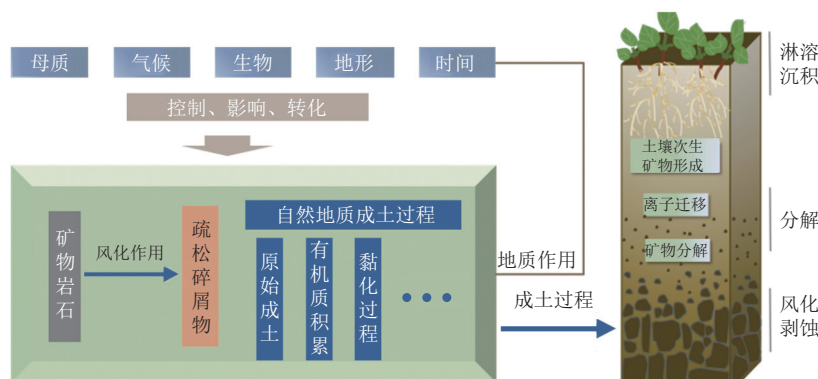 母质
气候
生物
地形
时间
控制、影响、转化
矿物岩石
风化作用
疏松碎屑物
自然地质成土过程
原始成土
有机质积累
黏化过程
地质作用
成土过程
土壤次生
矿物形成
离子迁移
矿物分解
淋溶
沉积
分解
风化
剥蚀